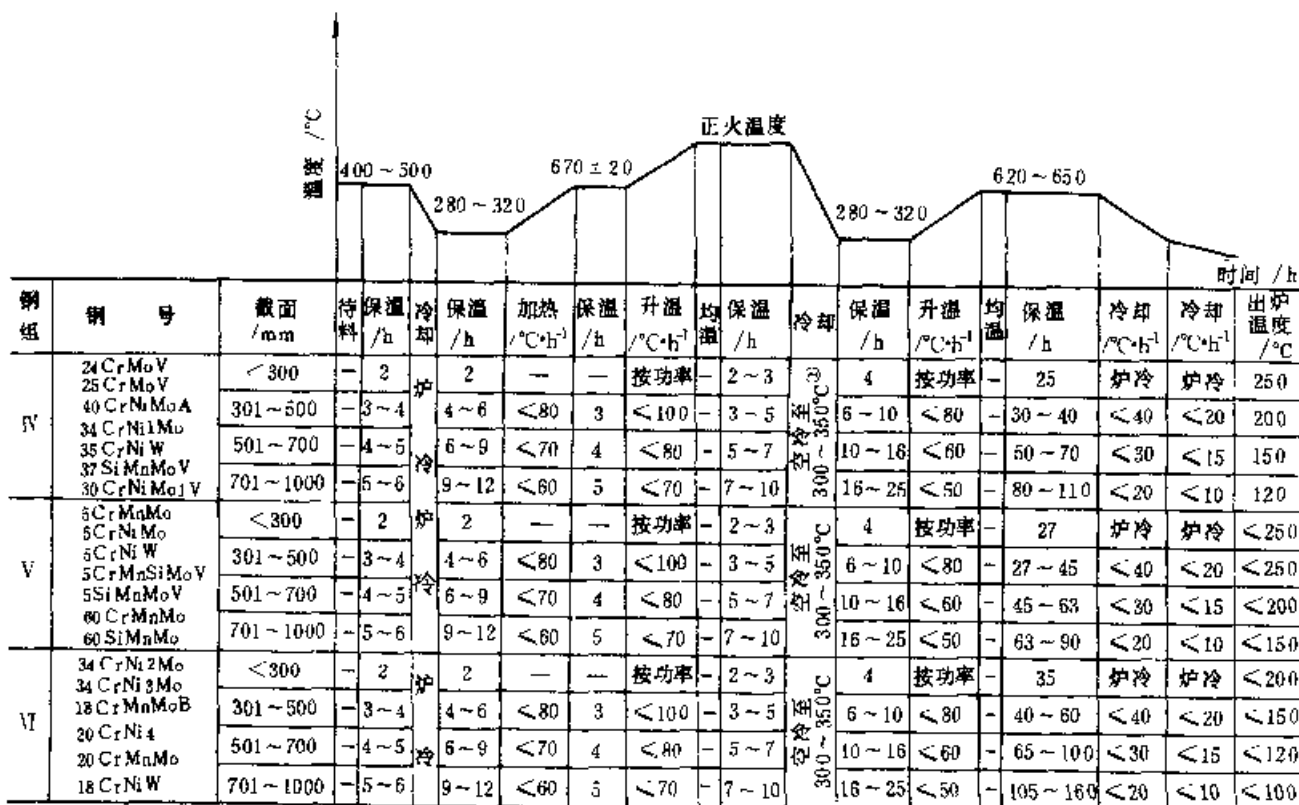 温度 /°C
正火温度
400~500
670±20
620~650
280~320
280~320
时间 /h
钢组 钢 号 截面/mm 待料 保温/h 冷却 保温/h 加热/°C·h⁻¹ 保温/h 升温/°C·h⁻¹ 均温 保温/h 冷却 保温/h 升温/°C·h⁻¹ 均温 保温/h 冷却/°C·h⁻¹ 冷却/°C·h⁻¹ 出炉温度/°C
Ⅳ
24CrMoV
25CrMoV
40CrNiMoA
34CrNi1Mo
35CrNiW
37SiMnMoV
30CrNiMo1V
炉冷
空冷至300~350°C
<300 - 2 2 — — 按功率 - 2~3 4 按功率 - 25 炉冷 炉冷 250
301~500 - 3~4 4~6 <80 3 <100 - 3~5 6~10 <80 - 30~40 <40 <20 200
501~700 - 4~5 6~9 <70 4 <80 - 5~7 10~16 <60 - 50~70 <30 <15 150
701~1000 - 5~6 9~12 <60 5 <70 - 7~10 16~25 <50 - 80~110 <20 <10 120
Ⅴ
5CrMnMo
5CrNiMo
5CrNiW
5CrMnSiMoV
5SiMnMoV
60CrMnMo
60SiMnMo
炉冷
空冷至300~350°C
<300 - 2 2 — — 按功率 - 2~3 4 按功率 - 27 炉冷 炉冷 <250
301~500 - 3~4 4~6 <80 3 <100 - 3~5 6~10 <80 - 27~45 <40 <20 <250
501~700 - 4~5 6~9 <70 4 <80 - 5~7 10~16 <60 - 45~63 <30 <15 <200
701~1000 - 5~6 9~12 <60 5 <70 - 7~10 16~25 <50 - 63~90 <20 <10 <150
Ⅵ
34CrNi2Mo
34CrNi3Mo
18CrMnMoB
20CrNi4
20CrMnMo
18CrNiW
炉冷
空冷至300~350°C
<300 - 2 2 — — 按功率 - 2~3 4 按功率 - 35 炉冷 炉冷 <200
301~500 - 3~4 4~6 <80 3 <100 - 3~5 6~10 <80 - 40~60 <40 <20 <150
501~700 - 4~5 6~9 <70 4 <80 - 5~7 10~16 <60 - 65~100 <30 <15 <120
701~1000 - 5~6 9~12 <60 5 <70 - 7~10 16~25 <50 - 105~160 <20 <10 <100